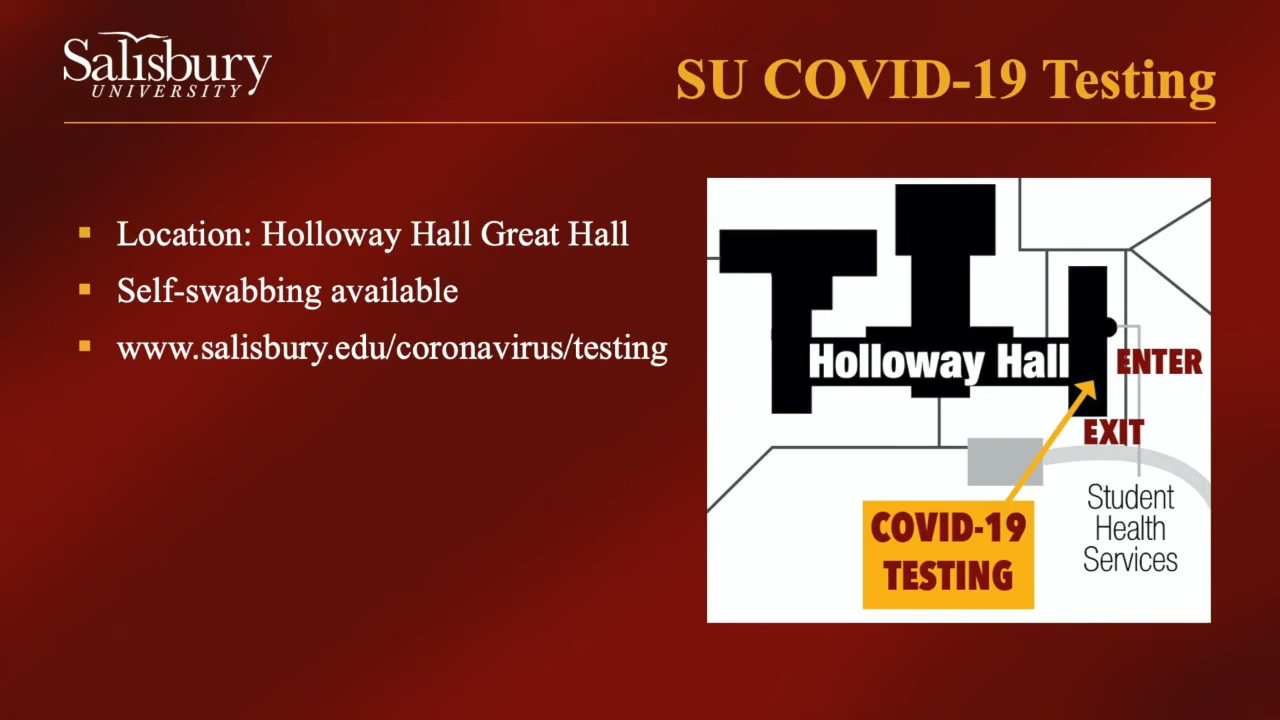 Salisbury
UNIVERSITY
SU COVID-19 Testing
Location: Holloway Hall Great Hall
Self-swabbing available
www.salisbury.edu/coronavirus/testing
Holloway Hall
ENTER
EXIT
Student
Health
Services
COVID-19
TESTING